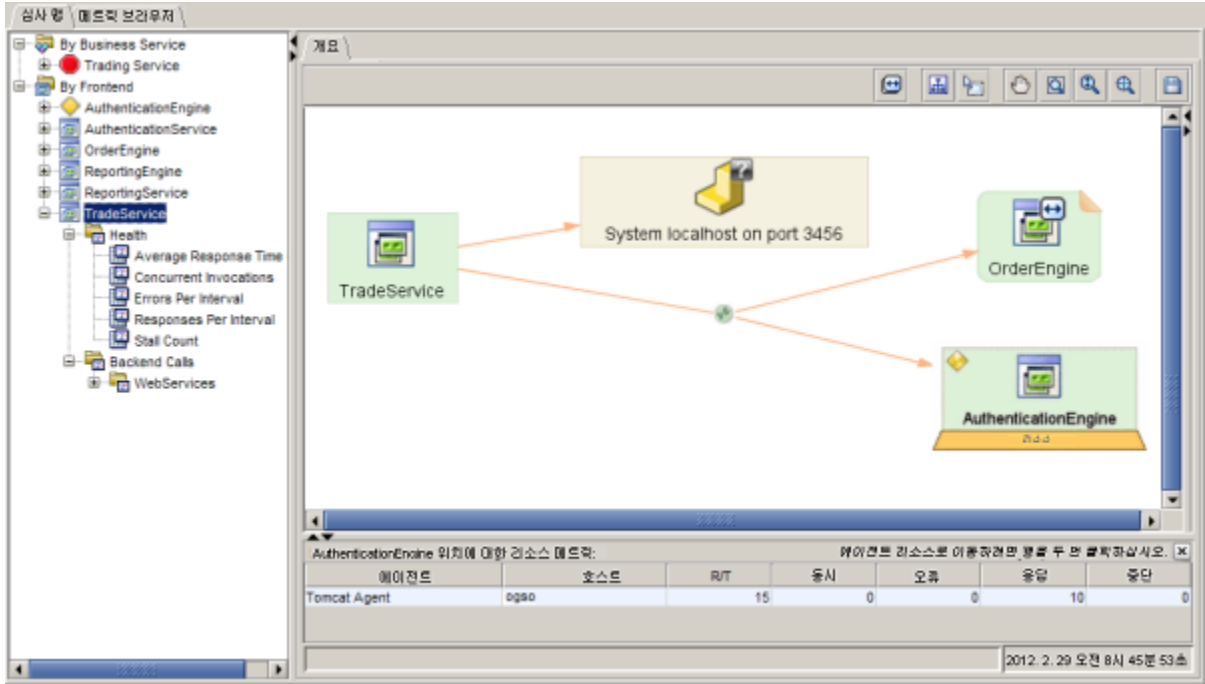 심사 맵
메트릭 브라우저
By Business Service
Trading Service
By Frontend
AuthenticationEngine
AuthenticationService
OrderEngine
ReportingEngine
ReportingService
TradeService
Health
Average Response Time
Concurrent Invocations
Errors Per Interval
Responses Per Interval
Stall Count
Backend Calls
WebServices
개요
System localhost on port 3456
TradeService
OrderEngine
AuthenticationEngine
리소스
AuthenticationEngine 위치에 대한 리소스 메트릭:
에이전트 리소스로 이동하려면 행을 두 번 클릭하십시오.
에이전트 호스트 R/T 동시 오류 응답 중단
Tomcat Agent ogso 15 0 0 10 0
2012. 2. 29 오전 8시 45분 53초